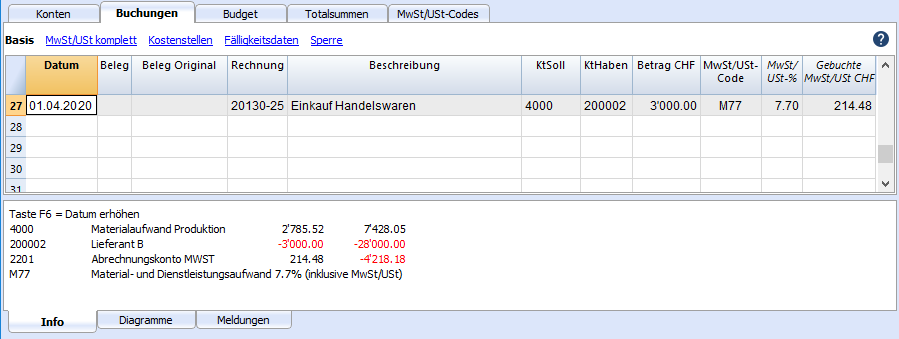 Konten Buchungen Budget Totalsummen MwSt/USt-Codes
Basis MwSt/USt komplett Kostenstellen Fälligkeitsdaten Sperre ?
Datum Beleg Beleg Original Rechnung Beschreibung KtSoll KtHaben Betrag CHF MwSt/USt-Code MwSt/USt-% Gebuchte MwSt/USt CHF
27 01.04.2020 20130-25 Einkauf Handelswaren 4000 200002 3'000.00 M77 7.70 214.48
28
29
30
31
Taste F6 = Datum erhöhen
4000 Materialaufwand Produktion 2'785.52 7'428.05
200002 Lieferant B -3'000.00 -28'000.00
2201 Abrechnungskonto MWST 214.48 -4'218.18
M77 Material- und Dienstleistungsaufwand 7.7% (inklusive MwSt/USt)
Info Diagramme Meldungen